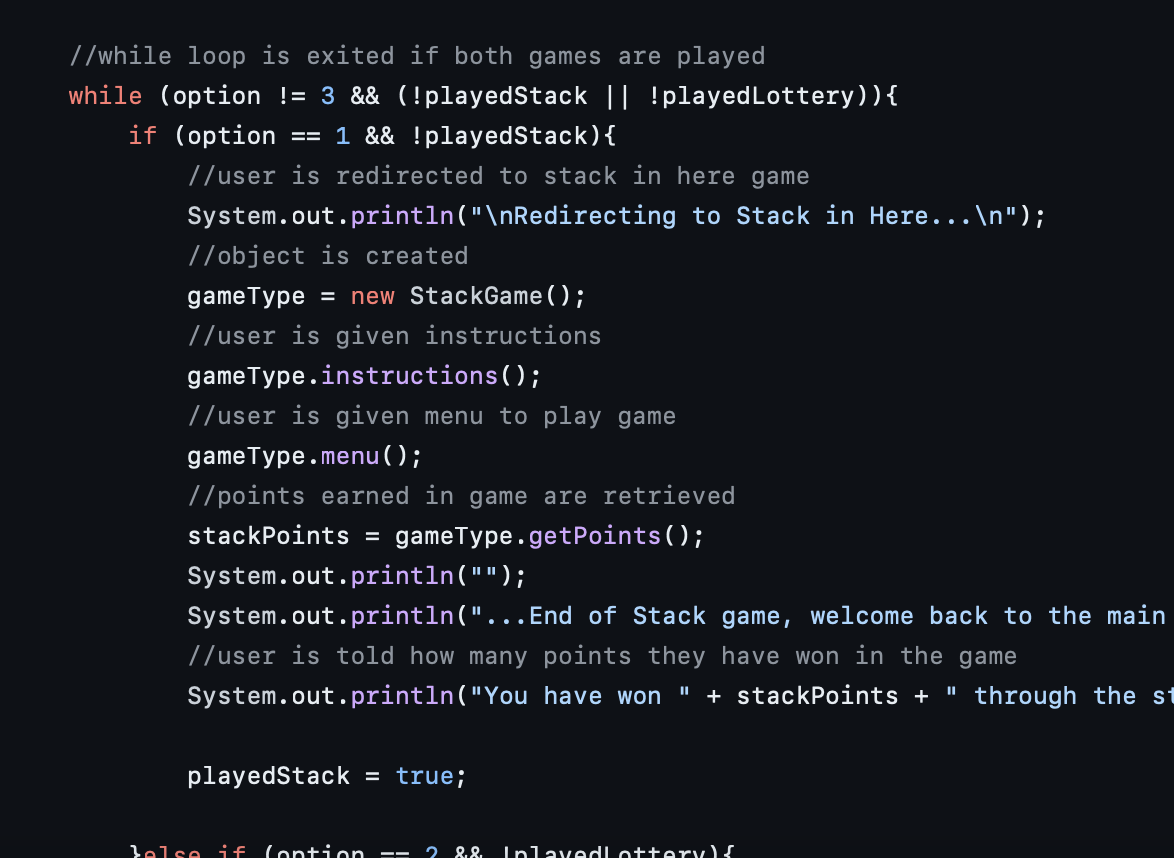 //while loop is exited if both games are played
while (option != 3 && (!playedStack || !playedLottery)){
if (option == 1 && !playedStack){
//user is redirected to stack in here game
System.out.println("\nRedirecting to Stack in Here...\n");
//object is created
gameType = new StackGame();
//user is given instructions
gameType.instructions();
//user is given menu to play game
gameType.menu();
//points earned in game are retrieved
stackPoints = gameType.getPoints();
System.out.println("");
System.out.println("...End of Stack game, welcome back to the main
//user is told how many points they have won in the game
System.out.println("You have won " + stackPoints + " through the st
playedStack = true;
}else if (option == 2 && !playedLottery){